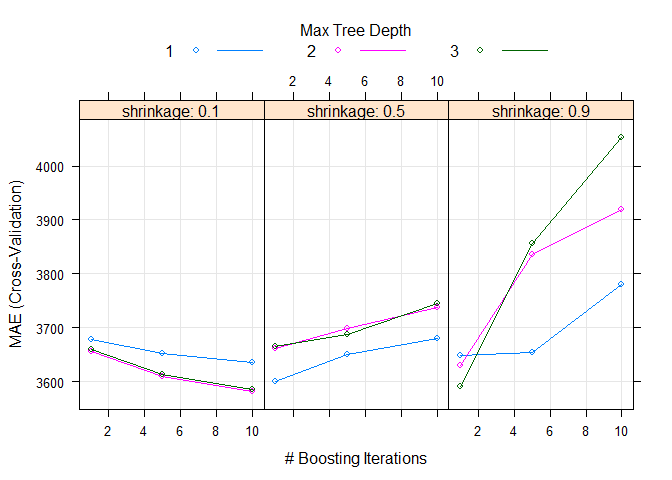 Max Tree Depth
1 2 3
2 4 6 8 10
shrinkage: 0.1 shrinkage: 0.5 shrinkage: 0.9
4000
3900
3800
3700
3600
MAE (Cross-Validation)
2 4 6 8 10 2 4 6 8 10
# Boosting Iterations